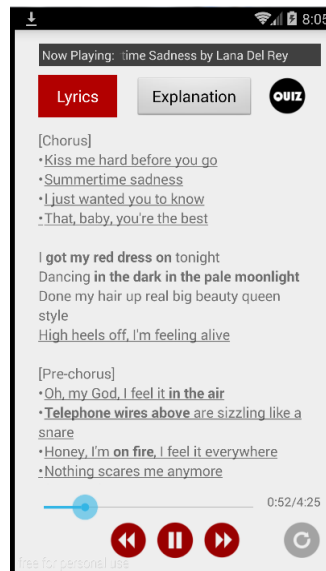 8:05
Now Playing: time Sadness by Lana Del Rey
Lyrics
Explanation
QUIZ
[Chorus]
•Kiss me hard before you go
•Summertime sadness
•I just wanted you to know
•That, baby, you're the best
I got my red dress on tonight
Dancing in the dark in the pale moonlight
Done my hair up real big beauty queen
style
High heels off, I'm feeling alive
[Pre-chorus]
•Oh, my God, I feel it in the air
•Telephone wires above are sizzling like a
snare
•Honey, I'm on fire, I feel it everywhere
•Nothing scares me anymore
0:52/4:25
free for personal use